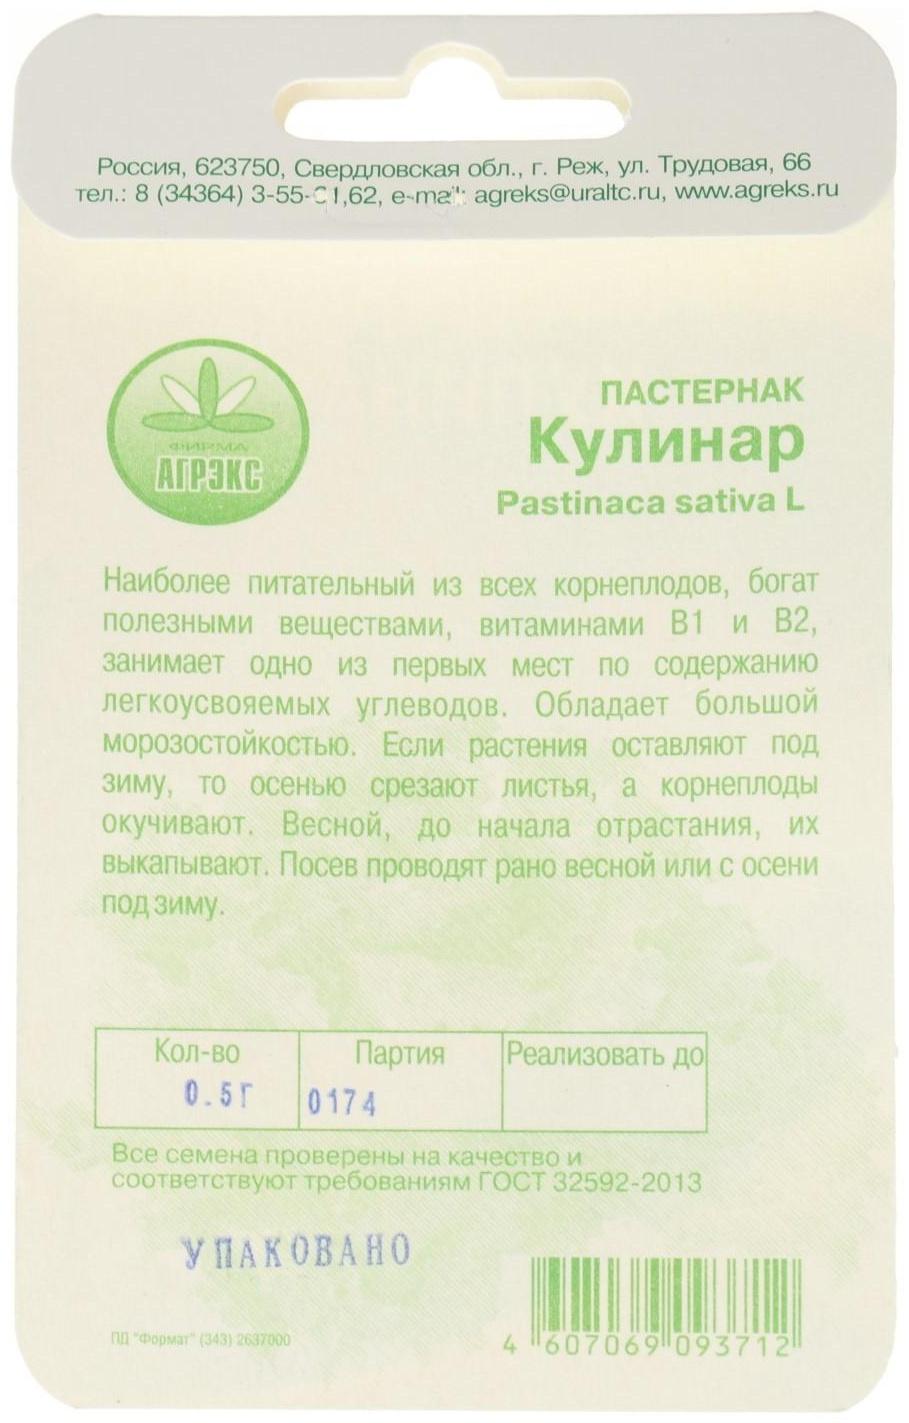 Россия, 623750, Свердловская обл., г. Реж, ул. Трудовая, 66
тел.: 8 (34364) 3-55-61,62, e-mail: agreks@uraltc.ru, www.agreks.ru
ФИРМА
АГРЭКС
ПАСТЕРНАК
Кулинар
Pastinaca sativa L
Наиболее питательный из всех корнеплодов, богат
полезными веществами, витаминами В1 и В2,
занимает одно из первых мест по содержанию
легкоусвояемых углеводов. Обладает большой
морозостойкостью. Если растения оставляют под
зиму, то осенью срезают листья, а корнеплоды
окучивают. Весной, до начала отрастания, их
выкапывают. Посев проводят рано весной или с осени
под зиму.
Кол-во Партия Реализовать до
0.5Г 0174
Все семена проверены на качество и
соответствуют требованиям ГОСТ 32592-2013
УПАКОВАНО
ПД "Формат" (343) 2637000
4 607069 093712